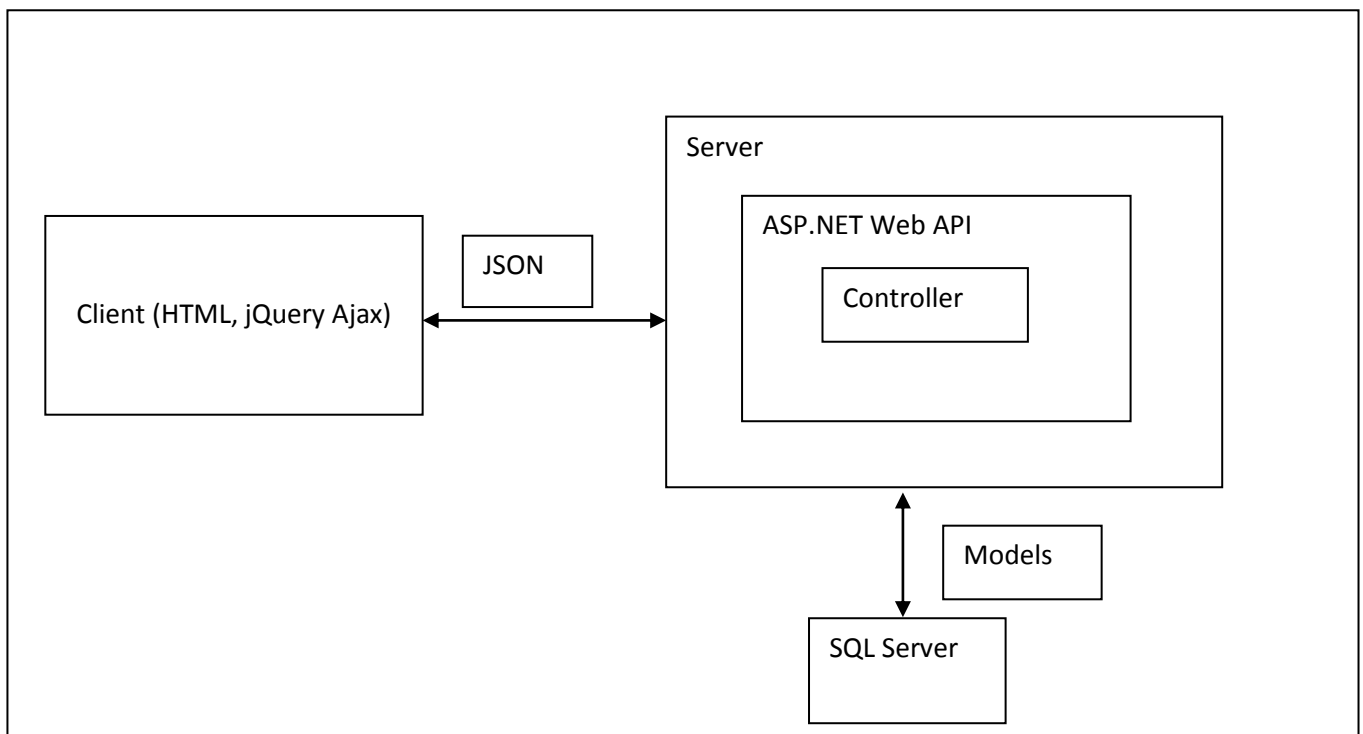 Server
ASP.NET Web API
JSON
Controller
Client (HTML, jQuery Ajax)
Models
SQL Server